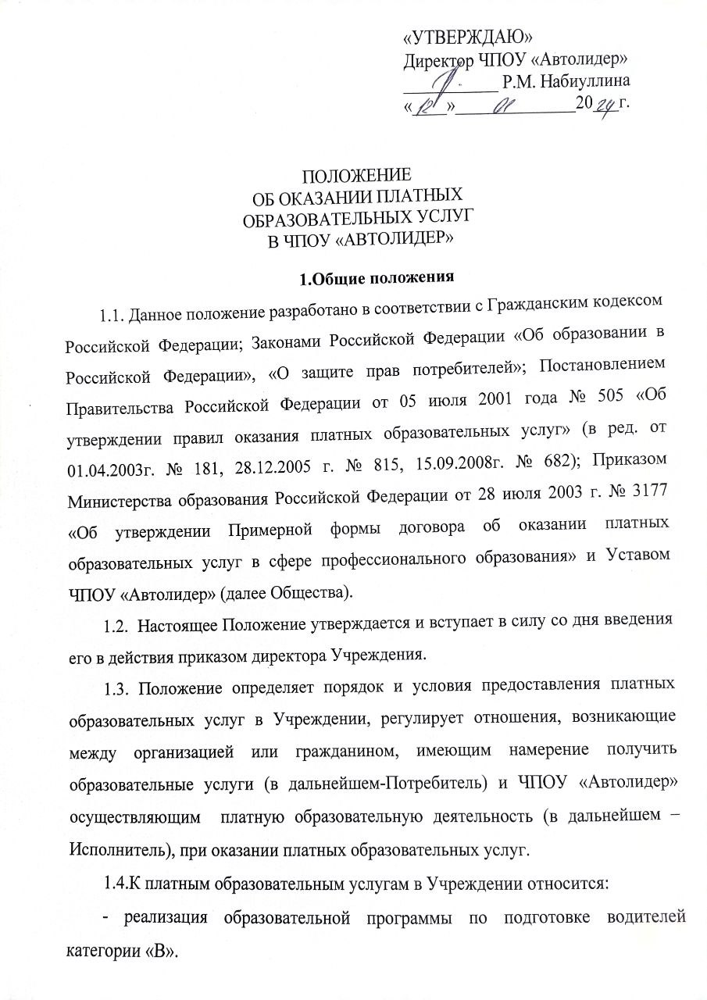 «УТВЕРЖДАЮ»
Директор ЧПОУ «Автолидер»
____________ Р.М. Набиуллина
«_12_»______01________20_24_г.
ПОЛОЖЕНИЕ
ОБ ОКАЗАНИИ ПЛАТНЫХ
ОБРАЗОВАТЕЛЬНЫХ УСЛУГ
В ЧПОУ «АВТОЛИДЕР»
1.Общие положения
1.1. Данное положение разработано в соответствии с Гражданским кодексом
Российской Федерации; Законами Российской Федерации «Об образовании в
Российской Федерации», «О защите прав потребителей»; Постановлением
Правительства Российской Федерации от 05 июля 2001 года № 505 «Об
утверждении правил оказания платных образовательных услуг» (в ред. от
01.04.2003г. № 181, 28.12.2005 г. № 815, 15.09.2008г. № 682); Приказом
Министерства образования Российской Федерации от 28 июля 2003 г. № 3177
«Об утверждении Примерной формы договора об оказании платных
образовательных услуг в сфере профессионального образования» и Уставом
ЧПОУ «Автолидер» (далее Общества).
1.2. Настоящее Положение утверждается и вступает в силу со дня введения
его в действия приказом директора Учреждения.
1.3. Положение определяет порядок и условия предоставления платных
образовательных услуг в Учреждении, регулирует отношения, возникающие
между организацией или гражданином, имеющим намерение получить
образовательные услуги (в дальнейшем-Потребитель) и ЧПОУ «Автолидер»
осуществляющим платную образовательную деятельность (в дальнейшем –
Исполнитель), при оказании платных образовательных услуг.
1.4.К платным образовательным услугам в Учреждении относится:
- реализация образовательной программы по подготовке водителей
категории «В».